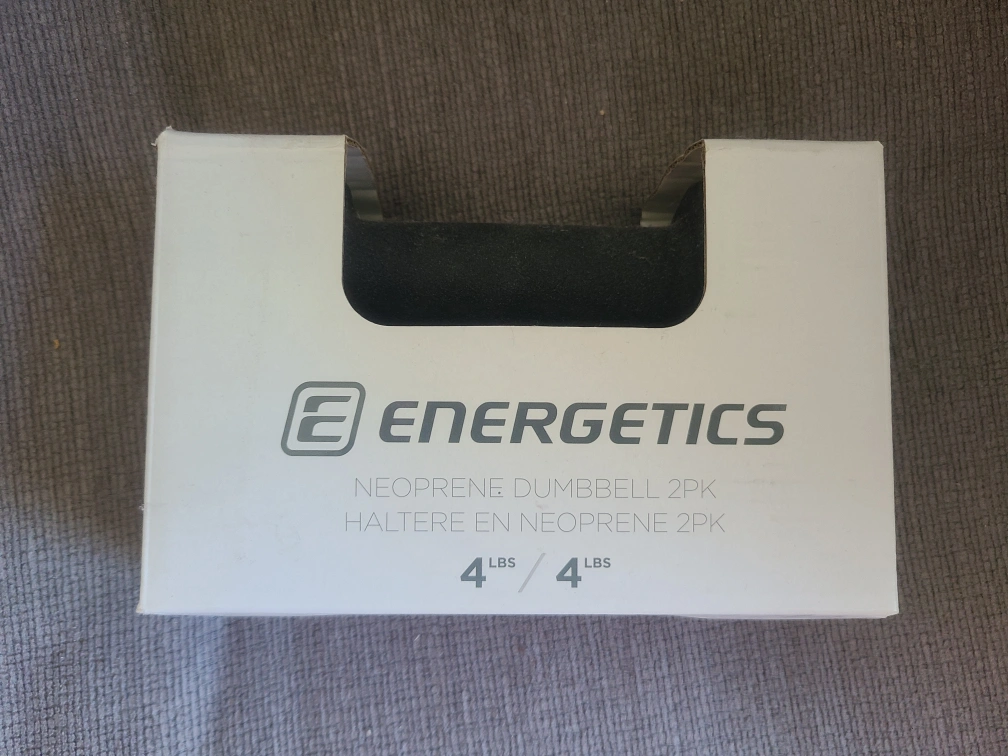 E ENERGETICS
NEOPRENE DUMBBELL 2PK
HALTERE EN NEOPRENE 2PK
4 LBS / 4 LBS